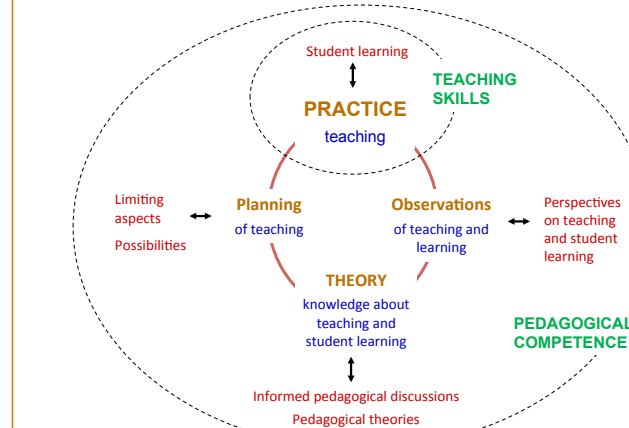 Student learning
TEACHING
SKILLS
PRACTICE
teaching
Limiting
aspects
Possibilities
Planning
of teaching
Observations
of teaching and
learning
Perspectives
on teaching
and student
learning
THEORY
knowledge about
teaching and
student learning
PEDAGOGICAL
COMPETENCE
Informed pedagogical discussions
Pedagogical theories